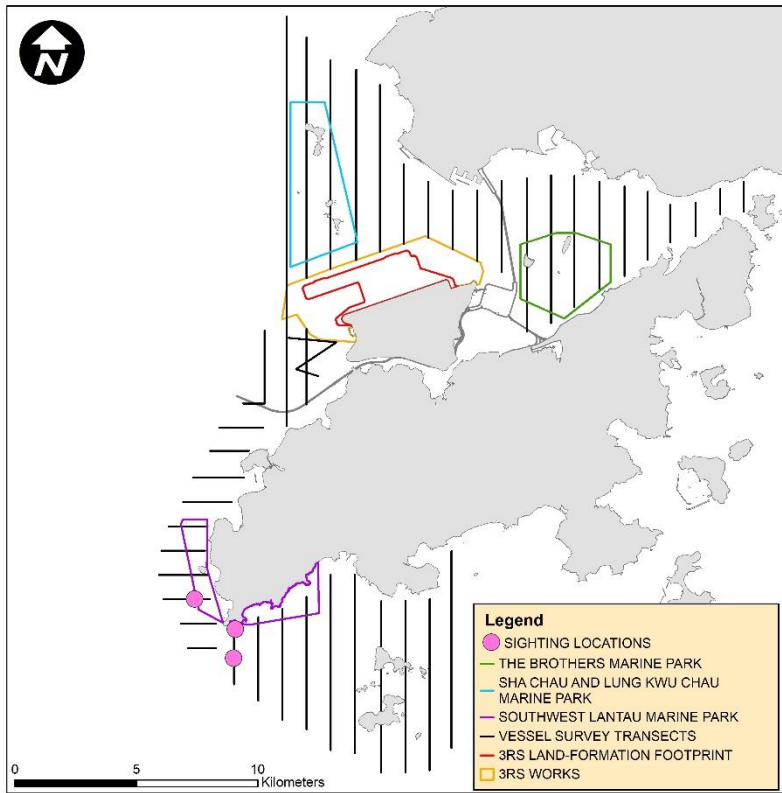 N
Legend
SIGHTING LOCATIONS
THE BROTHERS MARINE PARK
SHA CHAU AND LUNG KWU CHAU
MARINE PARK
SOUTHWEST LANTAU MARINE PARK
VESSEL SURVEY TRANSECTS
3RS LAND-FORMATION FOOTPRINT
3RS WORKS
0 5 10
Kilometers